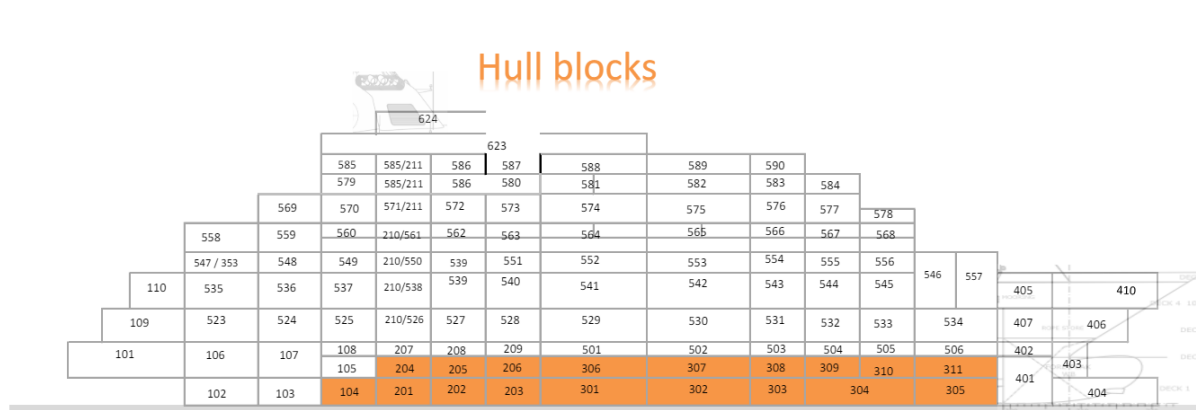 Hull blocks
624
623
585 585/211 586 587 588 589 590
579 585/211 586 580 581 582 583 584
569 570 571/211 572 573 574 575 576 577 578
558 559 560 210/561 562 563 564 565 566 567 568
547 / 353 548 549 210/550 539 551 552 553 554 555 556
546 557
110 535 536 537 210/538 539 540 541 542 543 544 545 405 410
DECK 4
109 523 524 525 210/526 527 528 529 530 531 532 533 534 407 406
101 106 107 108 207 208 209 501 502 503 504 505 506 402
105 204 205 206 306 307 308 309 310 311 401 403
102 103 104 201 202 203 301 302 303 304 305 404
DECK 1